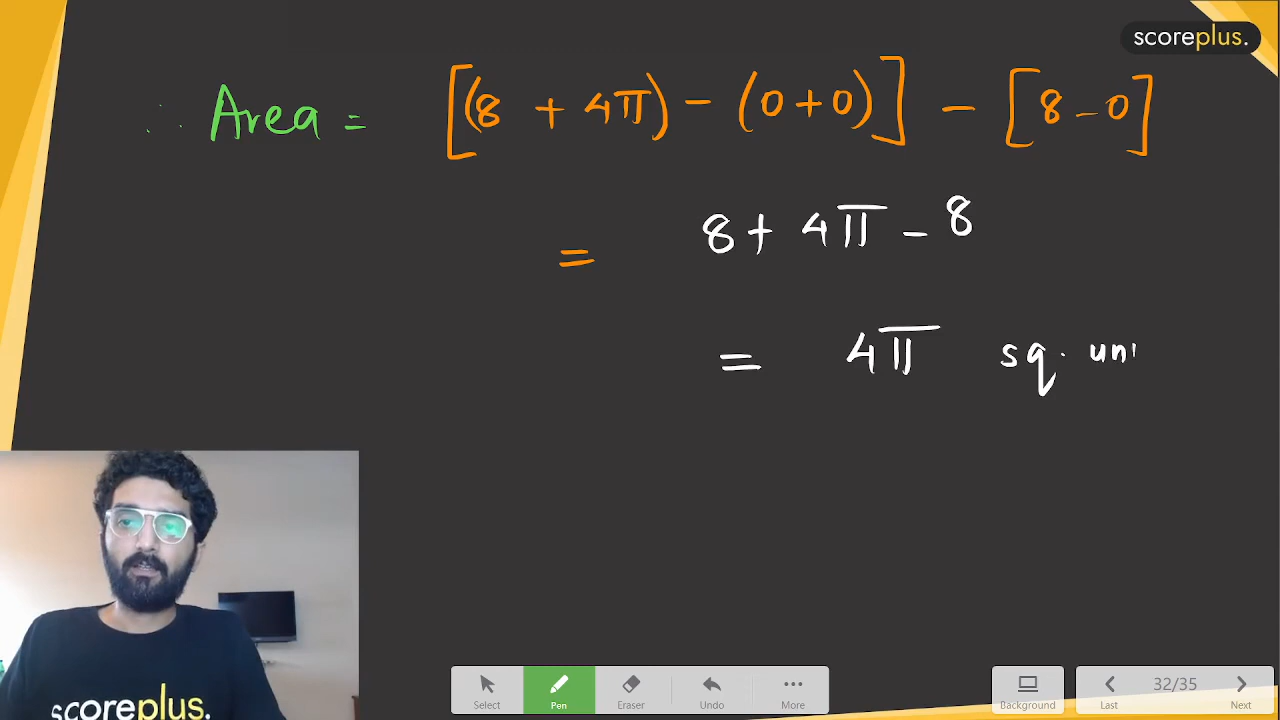 scoreplus.
∴ Area = [(8 + 4π) - (0+0)] - [8-0]
= 8 + 4π - 8
= 4π sq. uni
scoreplus.
Select
Pen
Eraser
Undo
More
Background
Last
32/35
Next